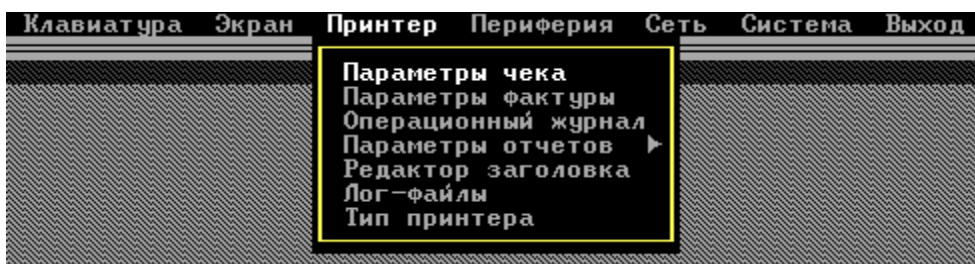 Клавиатура Экран Принтер Периферия Сеть Система Выход
Параметры чека
Параметры фактуры
Операционный журнал
Параметры отчетов
Редактор заголовка
Лог-файлы
Тип принтера